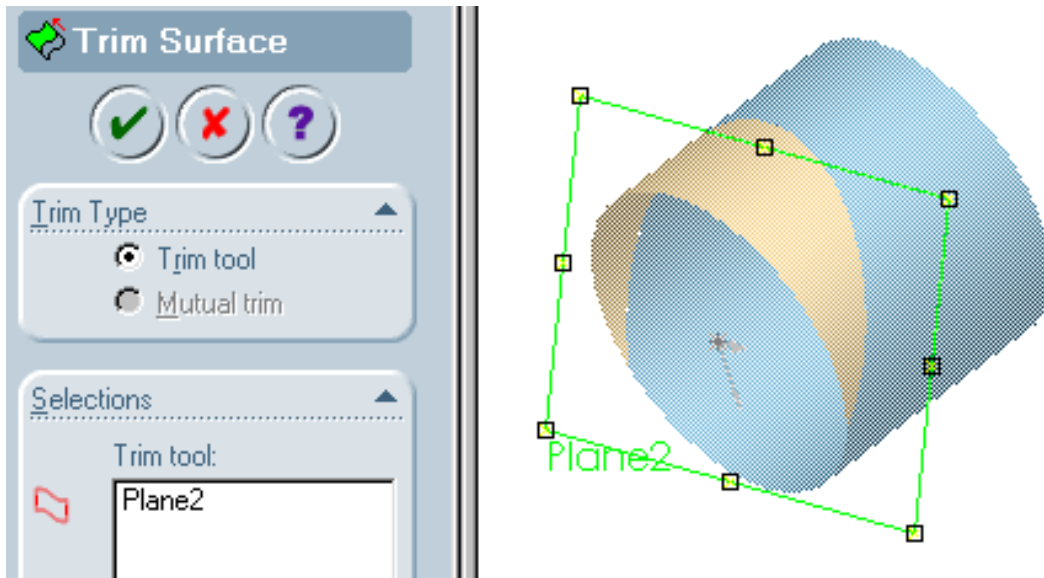 Trim Surface
?
Trim Type
Trim tool
Mutual trim
Selections
Trim tool:
Plane2
Plane2